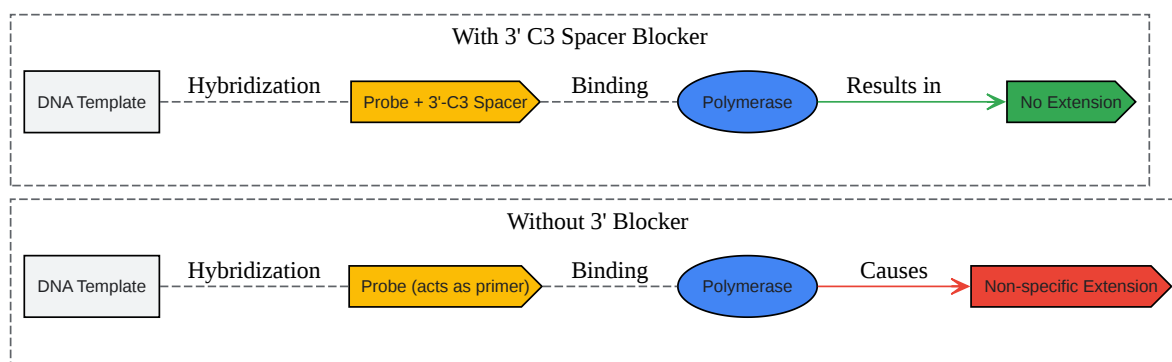 With 3' C3 Spacer Blocker
DNA Template
Hybridization
Probe + 3'-C3 Spacer
Binding
Polymerase
Results in
No Extension
Without 3' Blocker
DNA Template
Hybridization
Probe (acts as primer)
Binding
Polymerase
Causes
Non-specific Extension